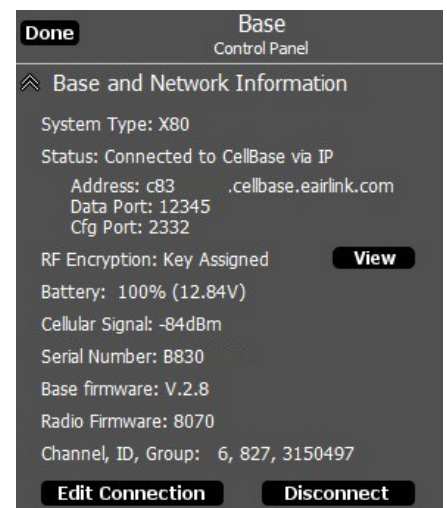 Done
Base
Control Panel
Base and Network Information
System Type: X80
Status: Connected to CellBase via IP
Address: c83 .cellbase.eairlink.com
Data Port: 12345
Cfg Port: 2332
RF Encryption: Key Assigned View
Battery: 100% (12.84V)
Cellular Signal: -84dBm
Serial Number: B830
Base firmware: V.2.8
Radio Firmware: 8070
Channel, ID, Group: 6, 827, 3150497
Edit Connection Disconnect